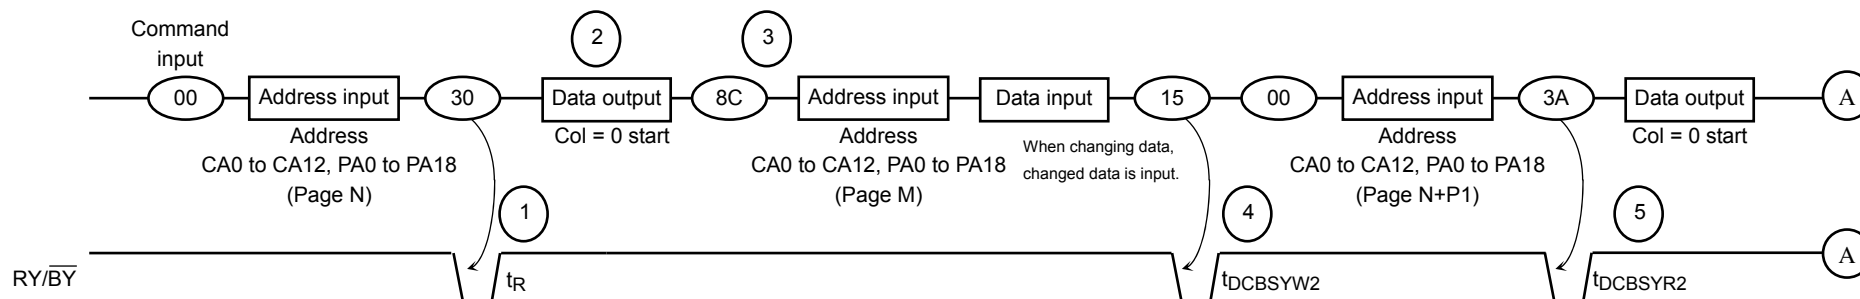 Command
input
2
3
00
Address input
30
Data output
8C
Address input
Data input
15
00
Address input
3A
Data output
A
Address
CA0 to CA12, PA0 to PA18
(Page N)
Col = 0 start
Address
CA0 to CA12, PA0 to PA18
(Page M)
When changing data,
changed data is input.
Address
CA0 to CA12, PA0 to PA18
(Page N+P1)
Col = 0 start
1
4
5
RY/BY
tR
tDCBSYW2
tDCBSYR2
A